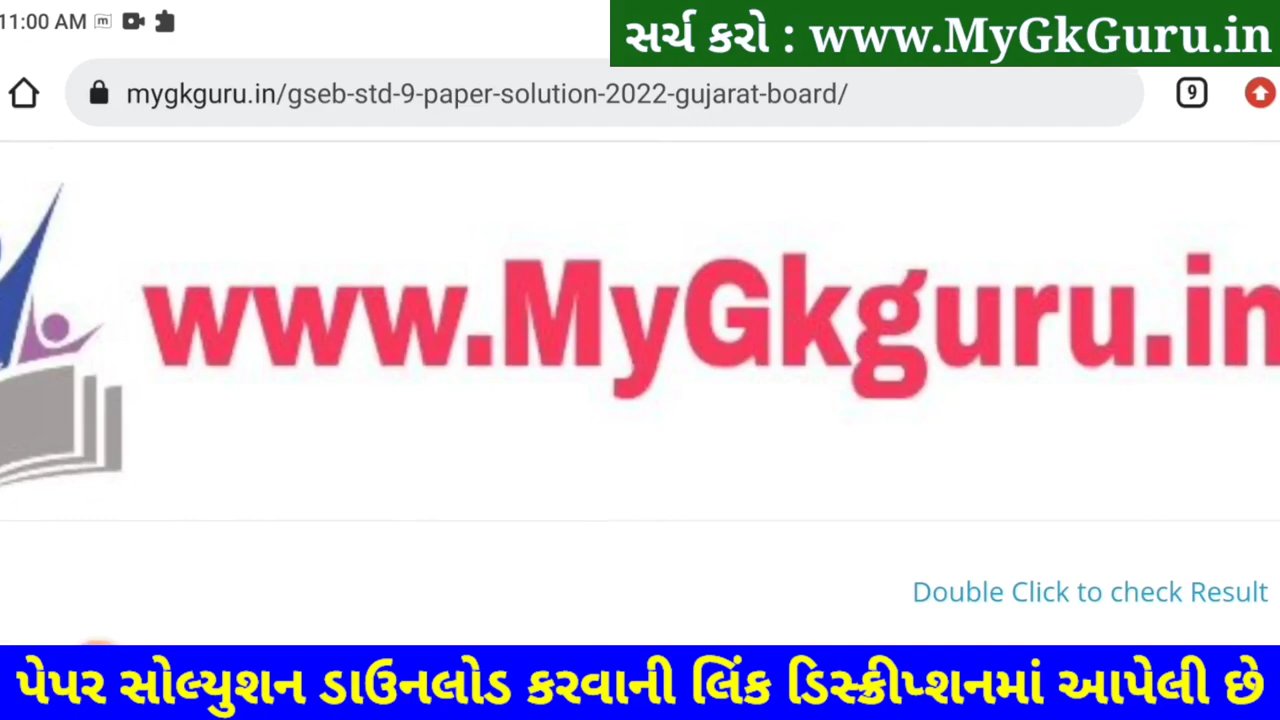 11:00 AM
સર્ચ કરો : www.MyGkGuru.in
mygkguru.in/gseb-std-9-paper-solution-2022-gujarat-board/
9
www.MyGkguru.in
Double Click to check Result
પેપર સોલ્યુશન ડાઉનલોડ કરવાની લિંક ડિસ્ક્રીપ્શનમાં આપેલી છે